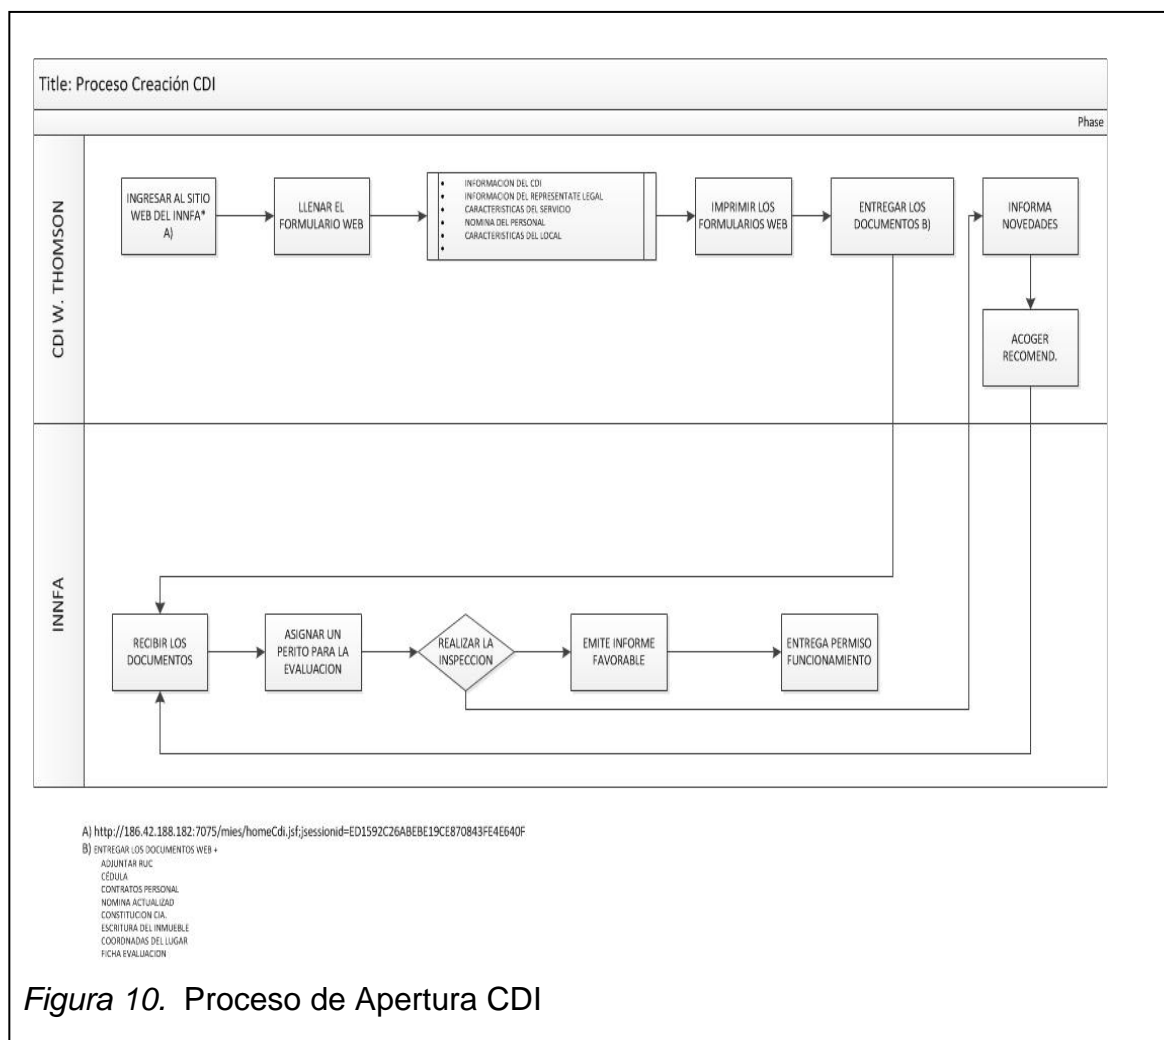 Title: Proceso Creación CDI
Phase
CDI W. THOMSON
INGRESAR AL SITIO
WEB DEL INNFA*
A)
LLENAR EL
FORMULARIO WEB
• INFORMACION DEL CDI
• INFORMACION DEL REPRESENTATE LEGAL
• CARACTERISTICAS DEL SERVICIO
• NOMINA DEL PERSONAL
• CARACTERISTICAS DEL LOCAL
•
IMPRIMIR LOS
FORMULARIOS WEB
ENTREGAR LOS
DOCUMENTOS B)
INFORMA
NOVEDADES
ACOGER
RECOMEND.
INNFA
RECIBIR LOS
DOCUMENTOS
ASIGNAR UN
PERITO PARA LA
EVALUACION
REALIZAR LA
INSPECCION
EMITE INFORME
FAVORABLE
ENTREGA PERMISO
FUNCIONAMIENTO
A) http://186.42.188.182:7075/mies/homeCdi.jsf;jsessionid=ED1592C26ABEBE19CE870843FE4E640F
B) ENTREGAR LOS DOCUMENTOS WEB +
ADJUNTAR RUC
CÉDULA
CONTRATOS PERSONAL
NOMINA ACTUALIZAD
CONSTITUCION CIA.
ESCRITURA DEL INMUEBLE
COORDNADAS DEL LUGAR
FICHA EVALUACION
Figura 10. Proceso de Apertura CDI